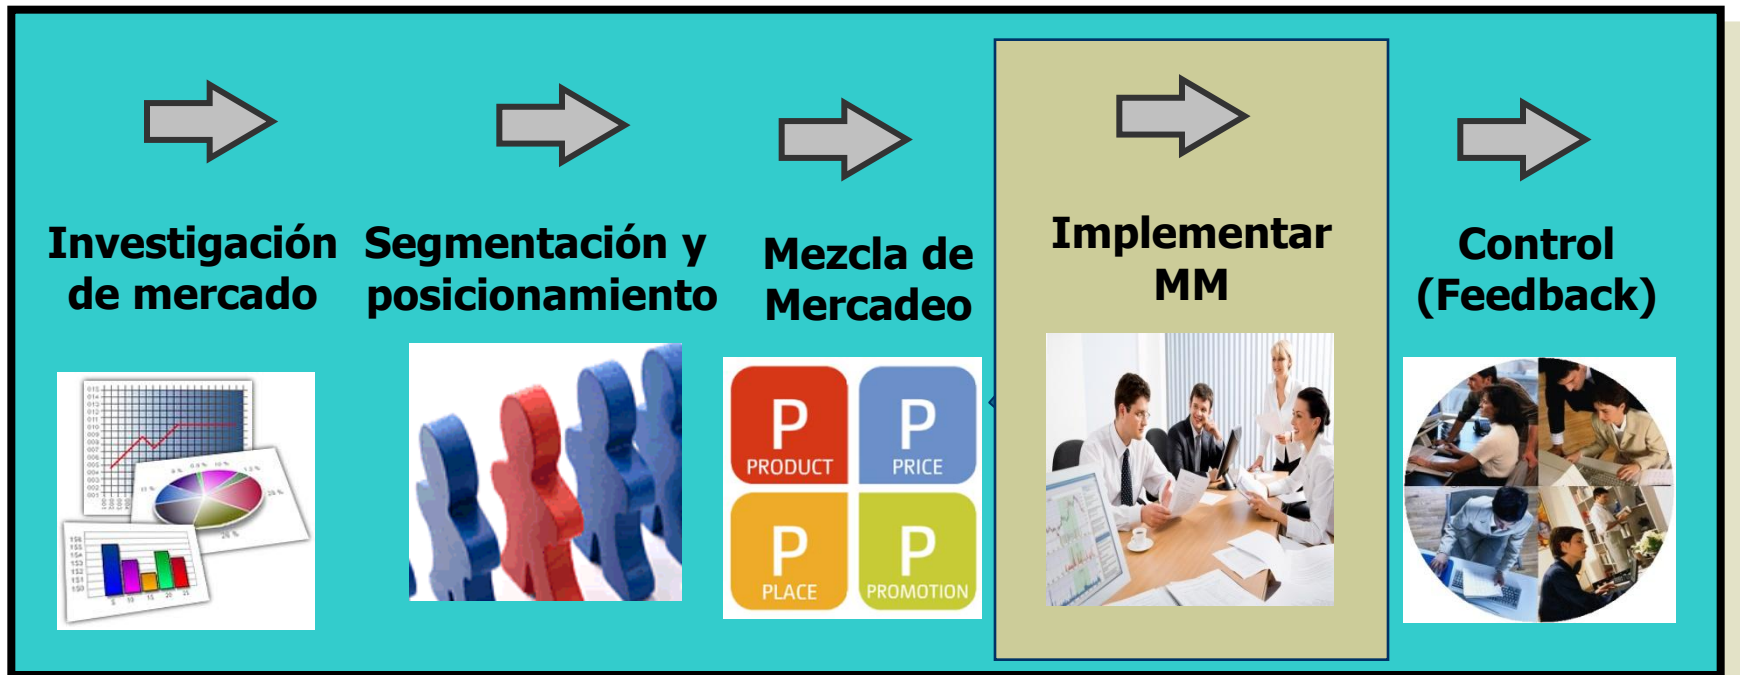 Investigación
de mercado
Segmentación y
posicionamiento
Mezcla de
Mercadeo
Implementar
MM
Control
(Feedback)
P
PRODUCT
P
PRICE
P
PLACE
P
PROMOTION